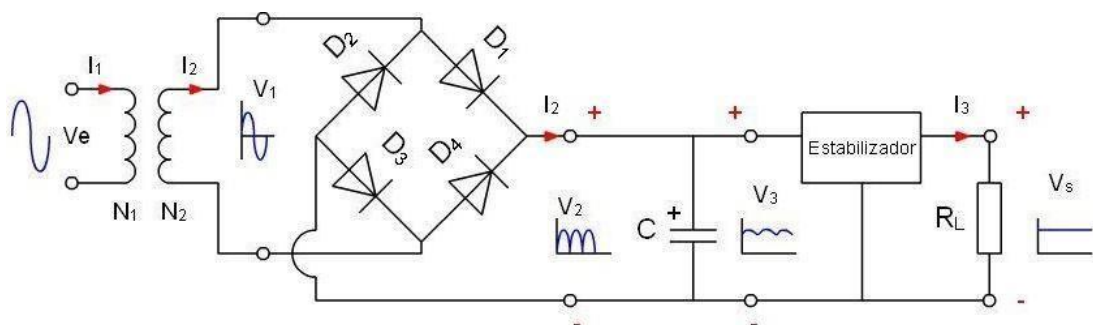 I1
I2
Ve
N1
N2
V1
D2
D1
D3
D4
I2
+
+
V2
C
+
V3
Estabilizador
I3
+
RL
Vs
-
-
-